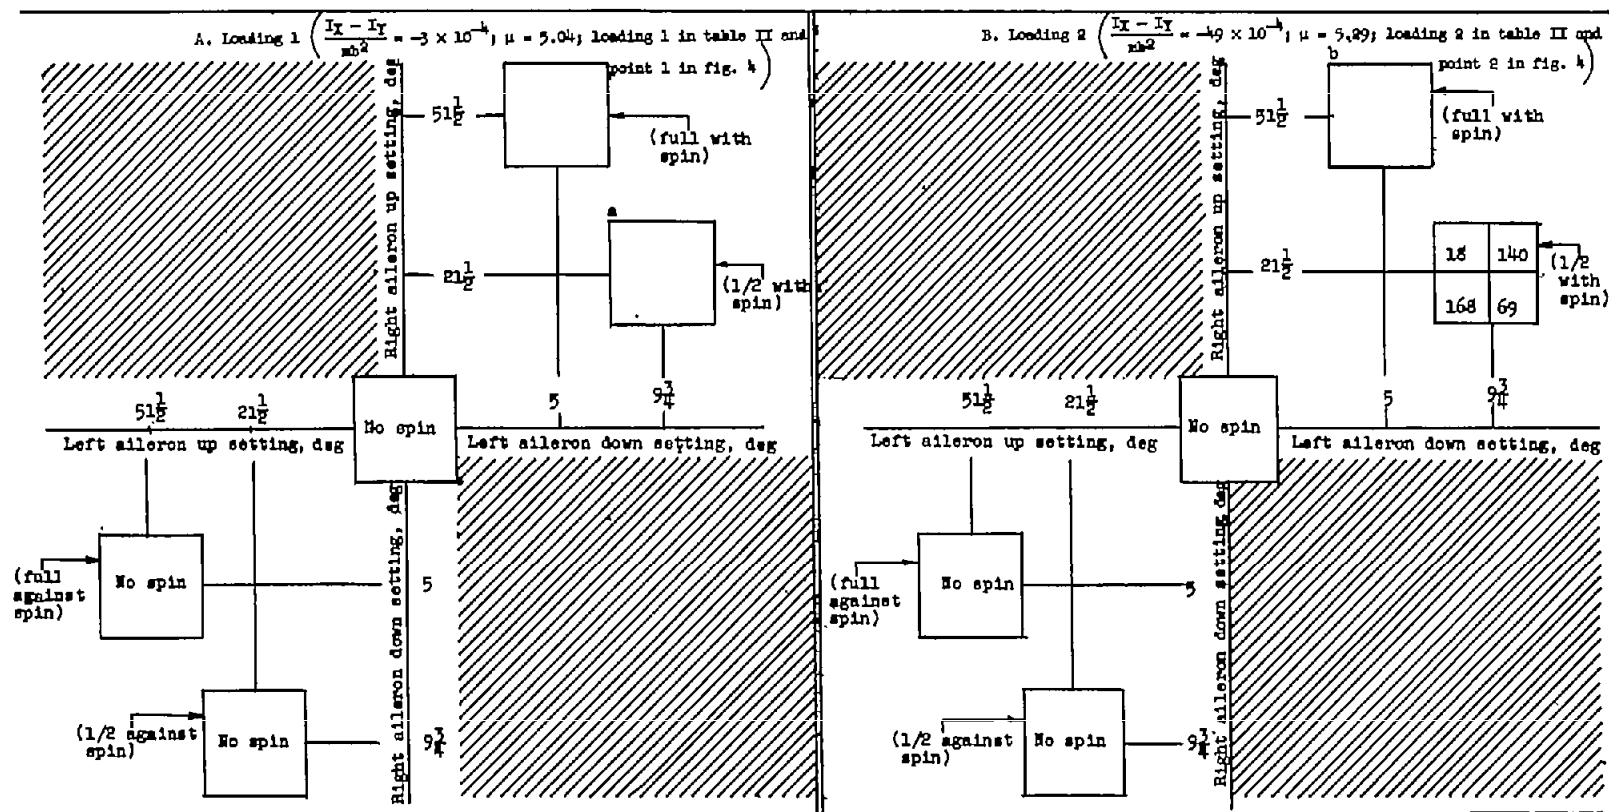 A. Loading 1 (I_X - I_Y / mb² = -3 × 10⁻⁴; μ = 5.04; loading 1 in table II and
point 1 in fig. 4)
Right aileron up setting, deg
51½
(full with
spin)
a
21½
(1/2 with
spin)
51½
21½
No spin
5
9¾
Left aileron up setting, deg
Left aileron down setting, deg
(full
against
spin)
No spin
5
Right aileron down setting, deg
(1/2 against
spin)
No spin
9¾
B. Loading 2 (I_X - I_Y / mb² = -49 × 10⁻⁴; μ = 5.29; loading 2 in table II and
point 2 in fig. 4)
Right aileron up setting, deg
b
51½
(full with
spin)
21½
18 140
168 69
(1/2
with
spin)
51½
21½
No spin
5
9¾
Left aileron up setting, deg
Left aileron down setting, deg
(full
against
spin)
No spin
5
Right aileron down setting, deg
(1/2 against
spin)
No spin
9¾